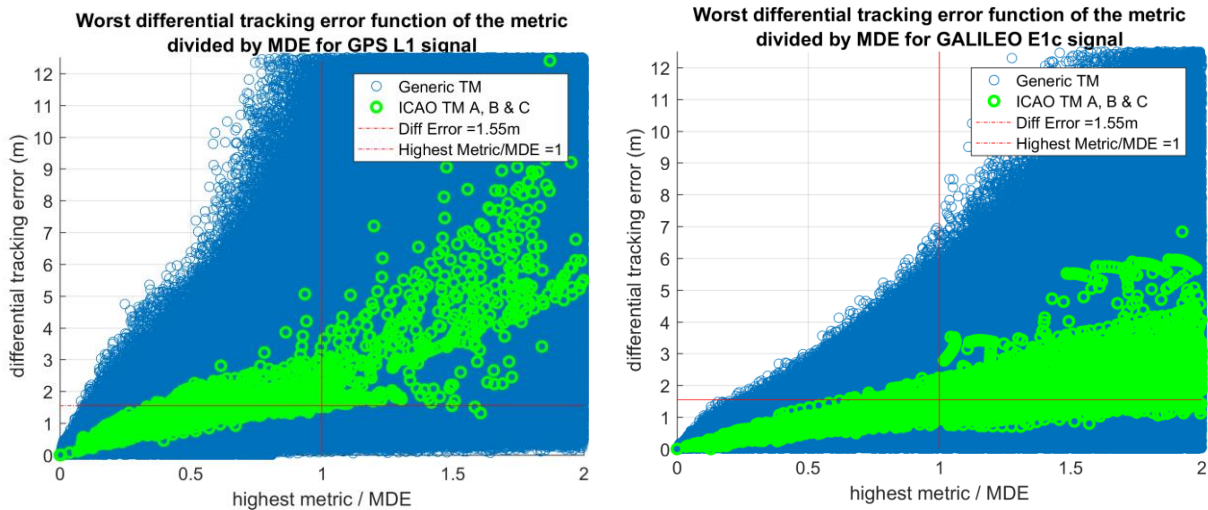 Worst differential tracking error function of the metric
divided by MDE for GPS L1 signal
differential tracking error (m)
12
11
10
9
8
7
6
5
4
3
2
1
0
Generic TM
ICAO TM A, B & C
Diff Error =1.55m
Highest Metric/MDE =1
0
0.5
1
1.5
2
highest metric / MDE
Worst differential tracking error function of the metric
divided by MDE for GALILEO E1c signal
differential tracking error (m)
12
11
10
9
8
7
6
5
4
3
2
1
0
Generic TM
ICAO TM A, B & C
Diff Error =1.55m
Highest Metric/MDE =1
0
0.5
1
1.5
2
highest metric / MDE